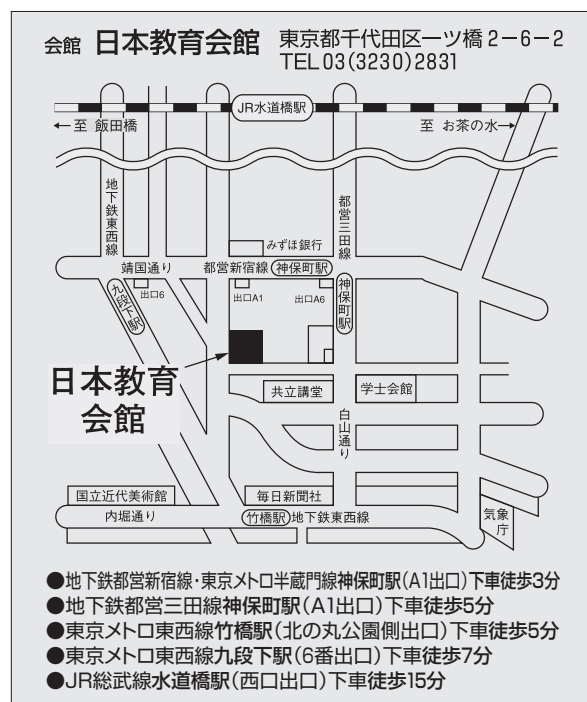 会館 日本教育会館 東京都千代田区一ツ橋2-6-2
TEL03(3230)2831
JR水道橋駅
←至 飯田橋
至 お茶の水→
地下鉄東西線
都営三田線
みずほ銀行
靖国通り
都営新宿線
神保町駅
九段下駅
出口6
出口A1
出口A6
神保町駅
日本教育
会館
共立講堂
学士会館
白山通り
国立近代美術館
毎日新聞社
内堀通り
竹橋駅
地下鉄東西線
気象庁
●地下鉄都営新宿線・東京メトロ半蔵門線神保町駅(A1出口)下車徒歩3分
●地下鉄都営三田線神保町駅(A1出口)下車徒歩5分
●東京メトロ東西線竹橋駅(北の丸公園側出口)下車徒歩5分
●東京メトロ東西線九段下駅(6番出口)下車徒歩7分
●JR総武線水道橋駅(西口出口)下車徒歩15分